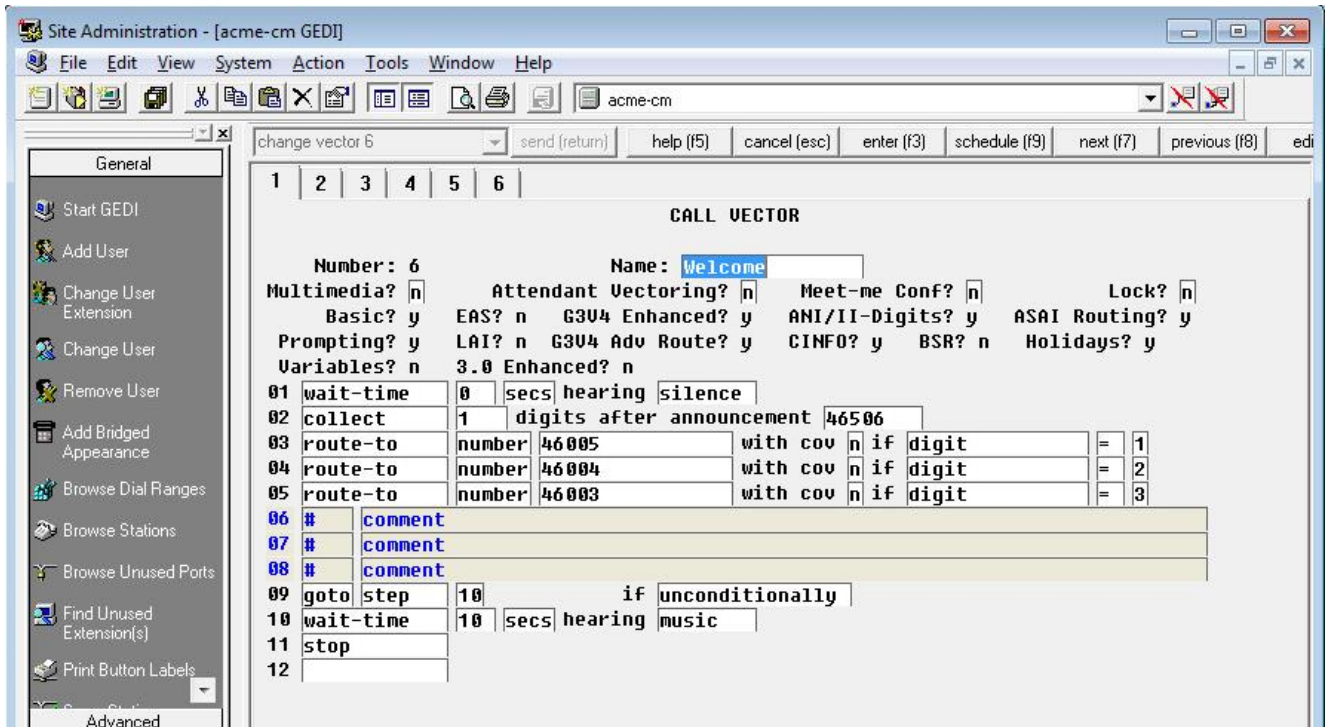 Site Administration - [acme-cm GEDI]
File Edit View System Action Tools Window Help
acme-cm
change vector 6 send (return) help (f5) cancel (esc) enter (f3) schedule (f9) next (f7) previous (f8) edi
General
Start GEDI
Add User
Change User
Extension
Change User
Remove User
Add Bridged
Appearance
Browse Dial Ranges
Browse Stations
Browse Unused Ports
Find Unused
Extension(s)
Print Button Labels
Advanced
1 2 3 4 5 6
CALL VECTOR
Number: 6 Name: Welcome
Multimedia? n Attendant Vectoring? n Meet-me Conf? n Lock? n
Basic? y EAS? n G3V4 Enhanced? y ANI/II-Digits? y ASAI Routing? y
Prompting? y LAI? n G3V4 Adv Route? y CINFO? y BSR? n Holidays? y
Variables? n 3.0 Enhanced? n
01 wait-time 0 secs hearing silence
02 collect 1 digits after announcement 46506
03 route-to number 46005 with cov n if digit = 1
04 route-to number 46004 with cov n if digit = 2
05 route-to number 46003 with cov n if digit = 3
06 # comment
07 # comment
08 # comment
09 goto step 10 if unconditionally
10 wait-time 10 secs hearing music
11 stop
12